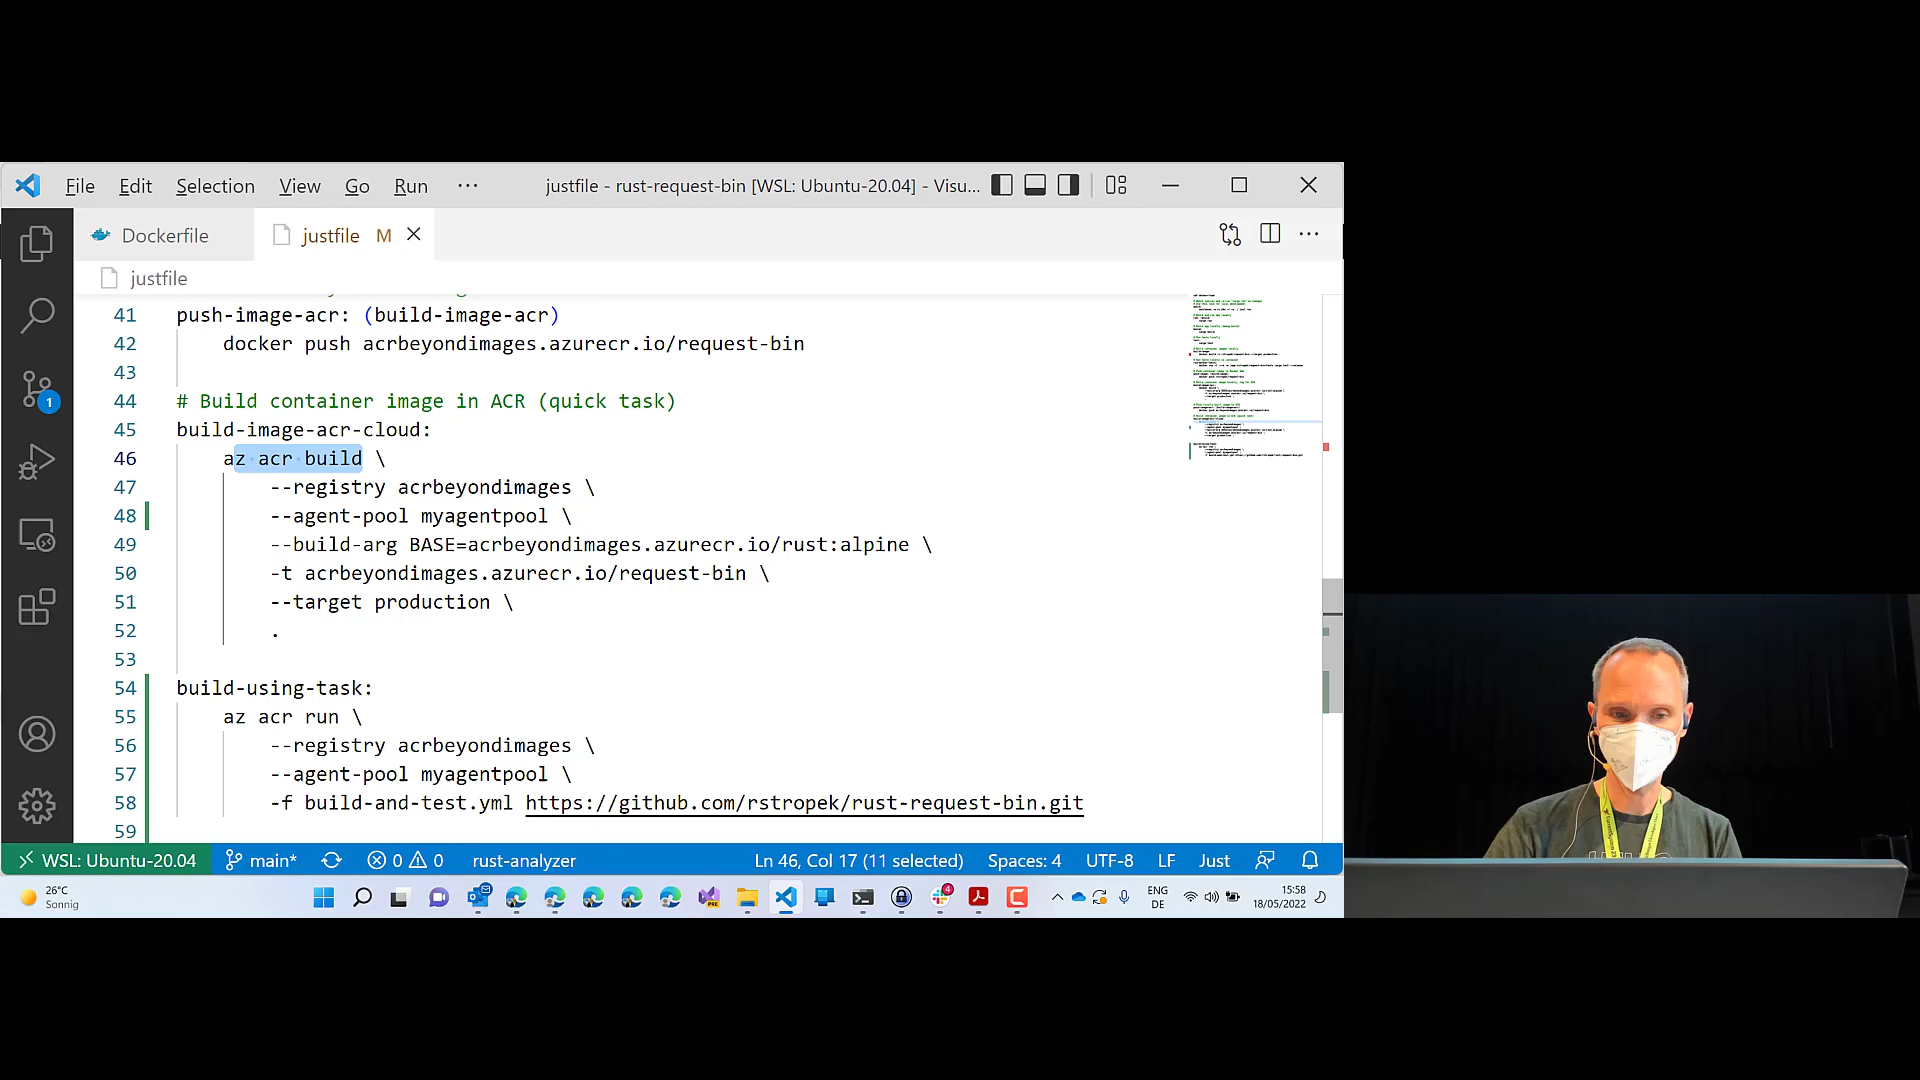 File Edit Selection View Go Run ··· justfile - rust-request-bin [WSL: Ubuntu-20.04] - Visu...
Dockerfile justfile M
justfile
41 push-image-acr: (build-image-acr)
42 docker push acrbeyondimages.azurecr.io/request-bin
43
44 # Build container image in ACR (quick task)
45 build-image-acr-cloud:
46 az acr build \
47 --registry acrbeyondimages \
48 --agent-pool myagentpool \
49 --build-arg BASE=acrbeyondimages.azurecr.io/rust:alpine \
50 -t acrbeyondimages.azurecr.io/request-bin \
51 --target production \
52 .
53
54 build-using-task:
55 az acr run \
56 --registry acrbeyondimages \
57 --agent-pool myagentpool \
58 -f build-and-test.yml https://github.com/rstropek/rust-request-bin.git
59
1
WSL: Ubuntu-20.04 main* 0 0 rust-analyzer Ln 46, Col 17 (11 selected) Spaces: 4 UTF-8 LF Just
26°C
Sonnig
PRE
4
ENG
DE
15:58
18/05/2022